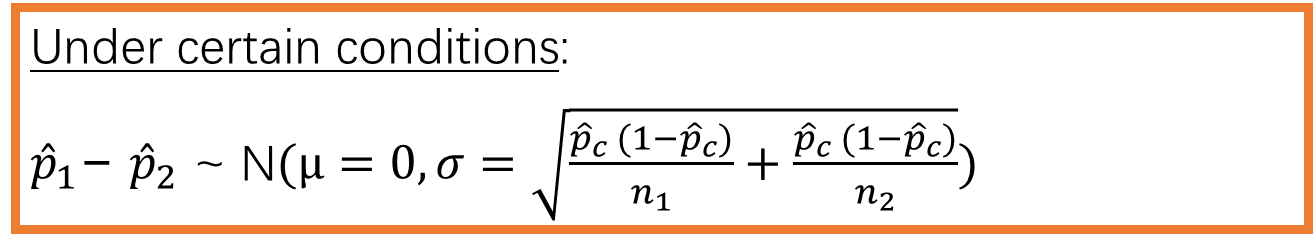 Under certain conditions:
p̂₁ − p̂₂ ~ N(μ = 0, σ = √(p̂_c (1−p̂_c)/n₁ + p̂_c (1−p̂_c)/n₂))